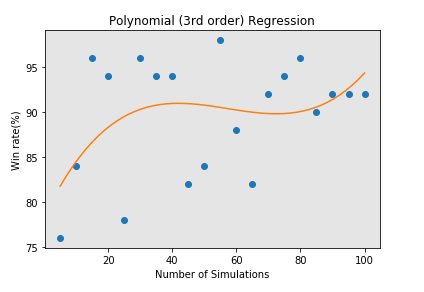 Polynomial (3rd order) Regression
Win rate(%)
95
90
85
80
75
20 40 60 80 100
Number of Simulations